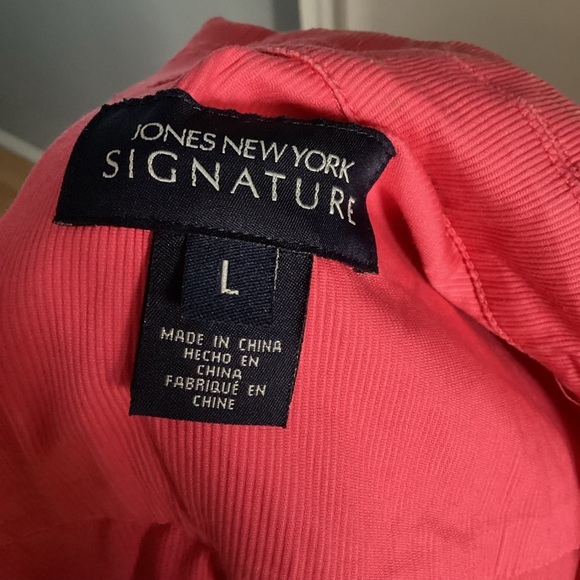 JONES NEW YORK
SIGNATURE
L
MADE IN CHINA
HECHO EN
CHINA
FABRIQUÉ EN
CHINE